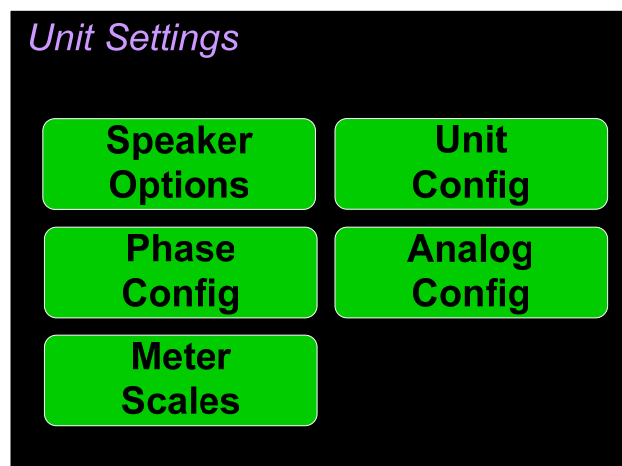 Unit Settings
Speaker
Options
Unit
Config
Phase
Config
Analog
Config
Meter
Scales